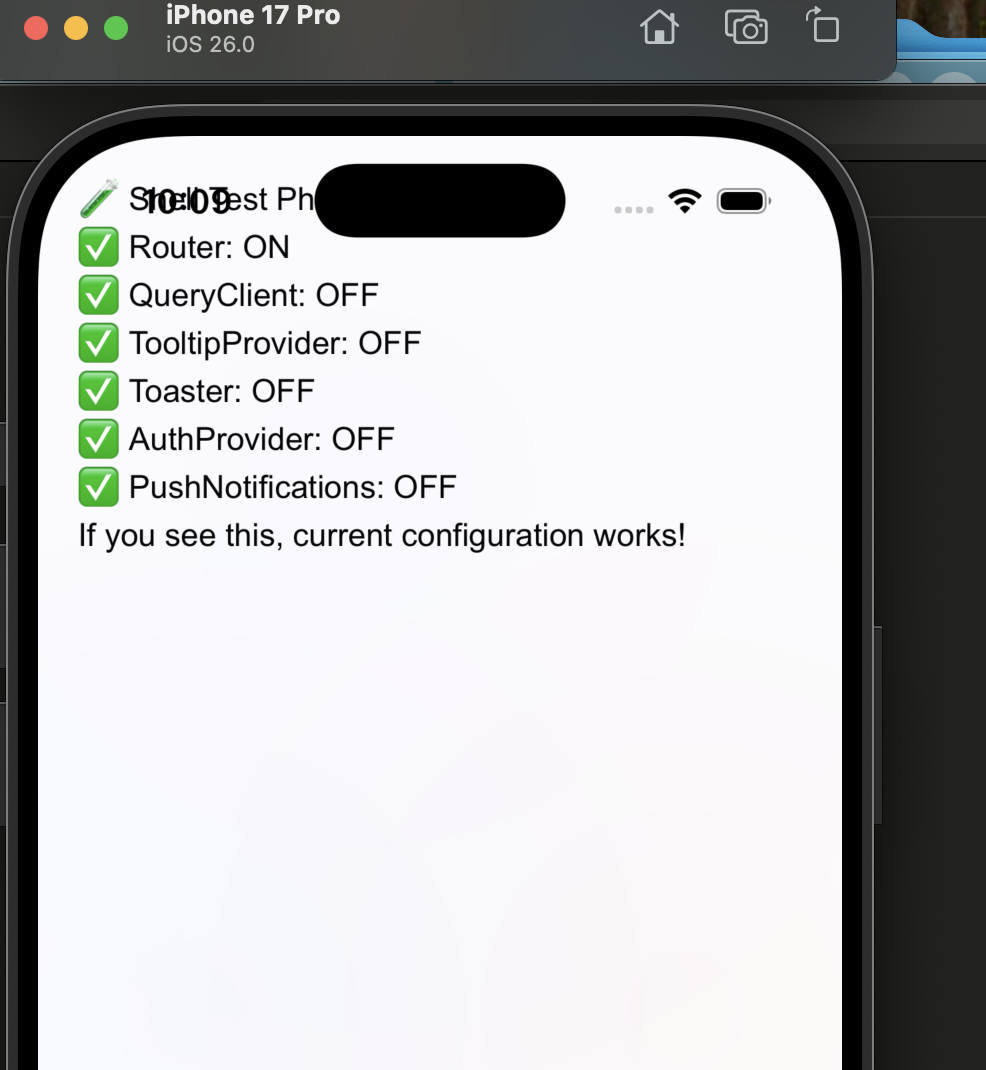 iPhone 17 Pro
iOS 26.0
10:09
🧪 Shell Test Ph
✅ Router: ON
✅ QueryClient: OFF
✅ TooltipProvider: OFF
✅ Toaster: OFF
✅ AuthProvider: OFF
✅ PushNotifications: OFF
If you see this, current configuration works!